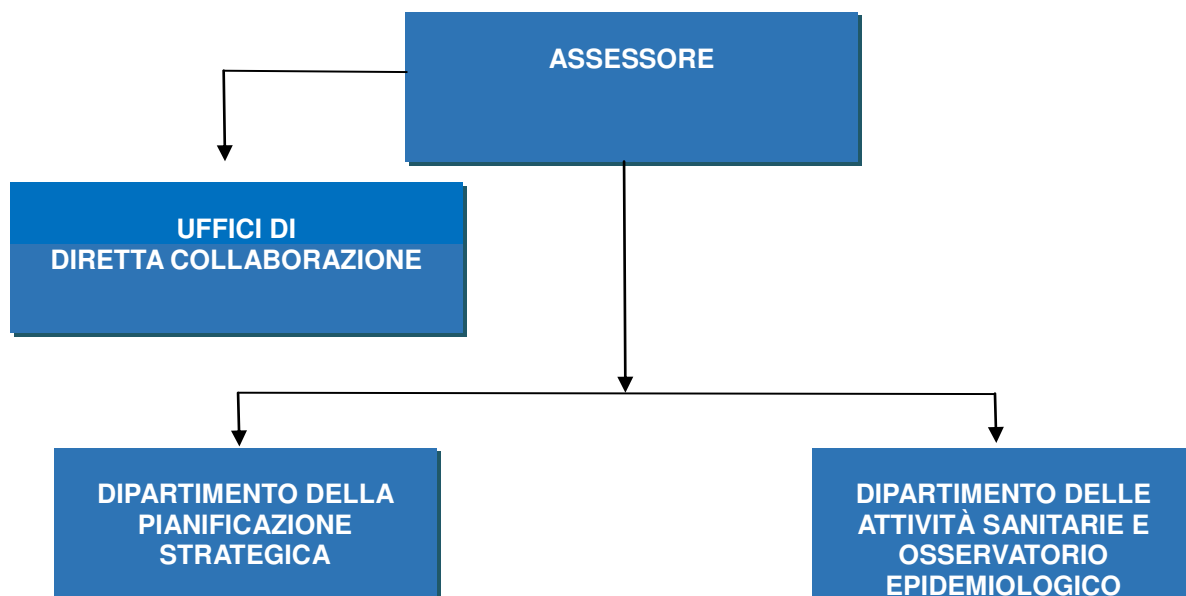 ASSESSORE
UFFICI DI
DIRETTA COLLABORAZIONE
DIPARTIMENTO DELLA
PIANIFICAZIONE
STRATEGICA
DIPARTIMENTO DELLE
ATTIVITÀ SANITARIE E
OSSERVATORIO
EPIDEMIOLOGICO